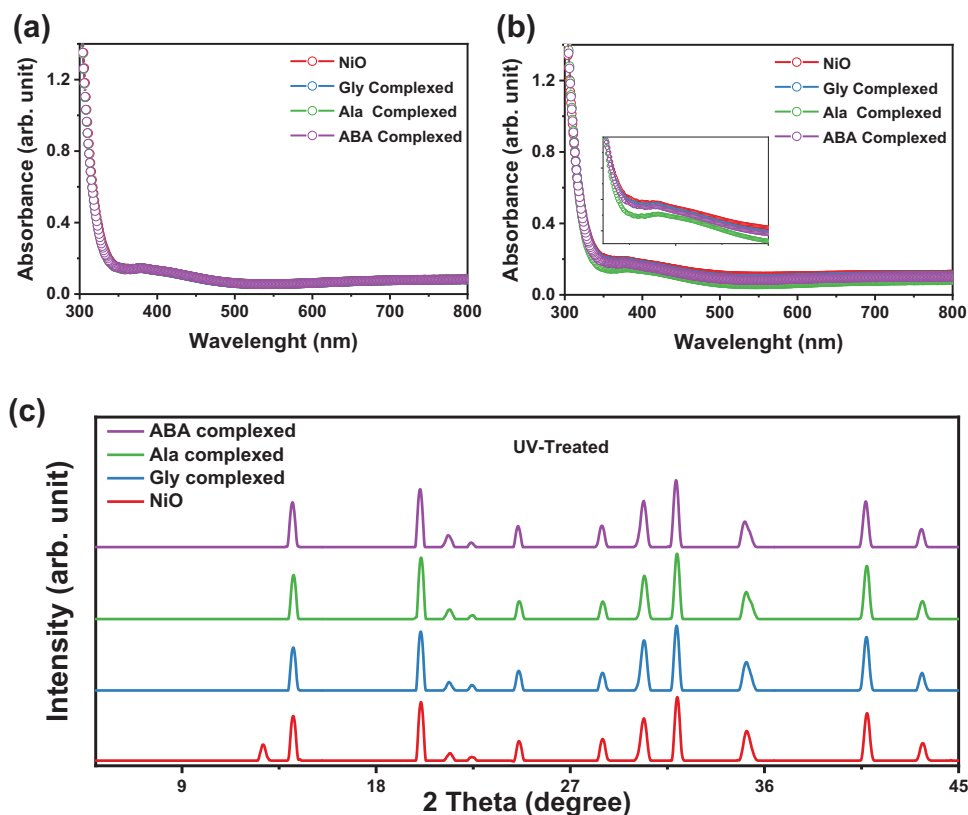 (a)
NiO
Gly Complexed
Ala Complexed
ABA Complexed
Absorbance (arb. unit)
1.2
0.8
0.4
0.0
300 400 500 600 700 800
Wavelenght (nm)
(b)
NiO
Gly Complexed
Ala Complexed
ABA Complexed
Absorbance (arb. unit)
1.2
0.8
0.4
0.0
300 400 500 600 700 800
Wavelenght (nm)
(c)
ABA complexed
Ala complexed
Gly complexed
NiO
UV-Treated
Intensity (arb. unit)
9 18 27 36 45
2 Theta (degree)